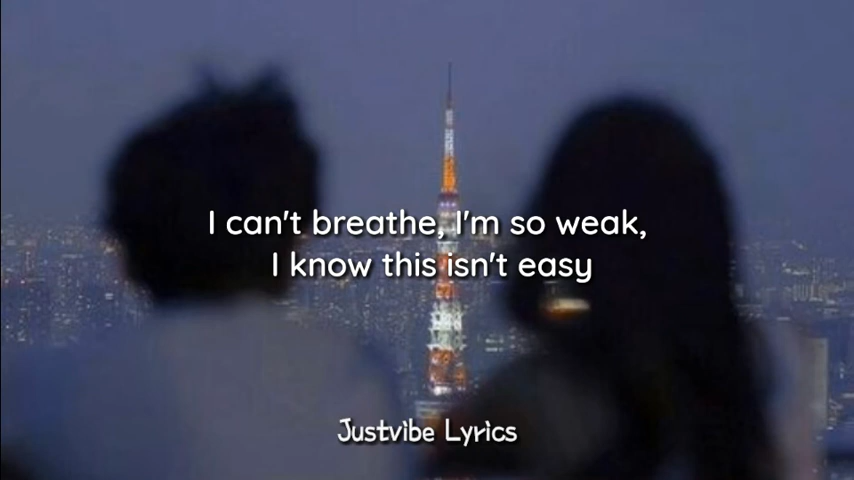 I can't breathe, I'm so weak,
I know this isn't easy
Justvibe Lyrics